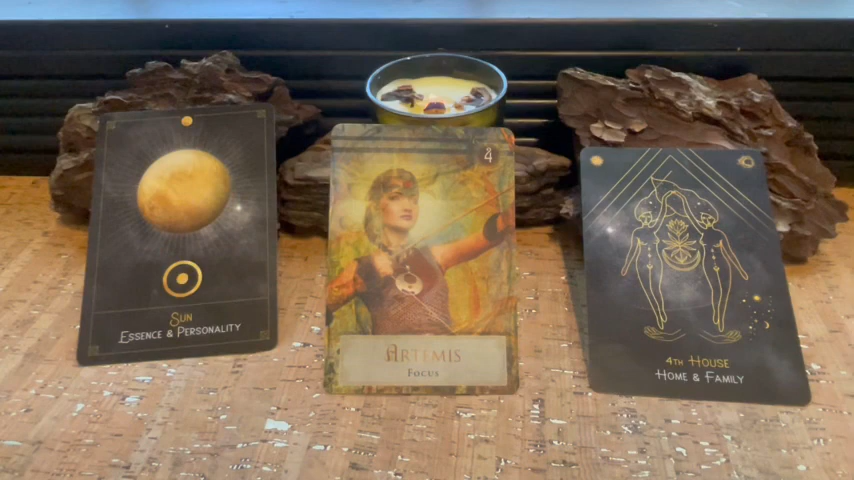 Sun
Essence & Personality
4
Artemis
Focus
4th House
Home & Family